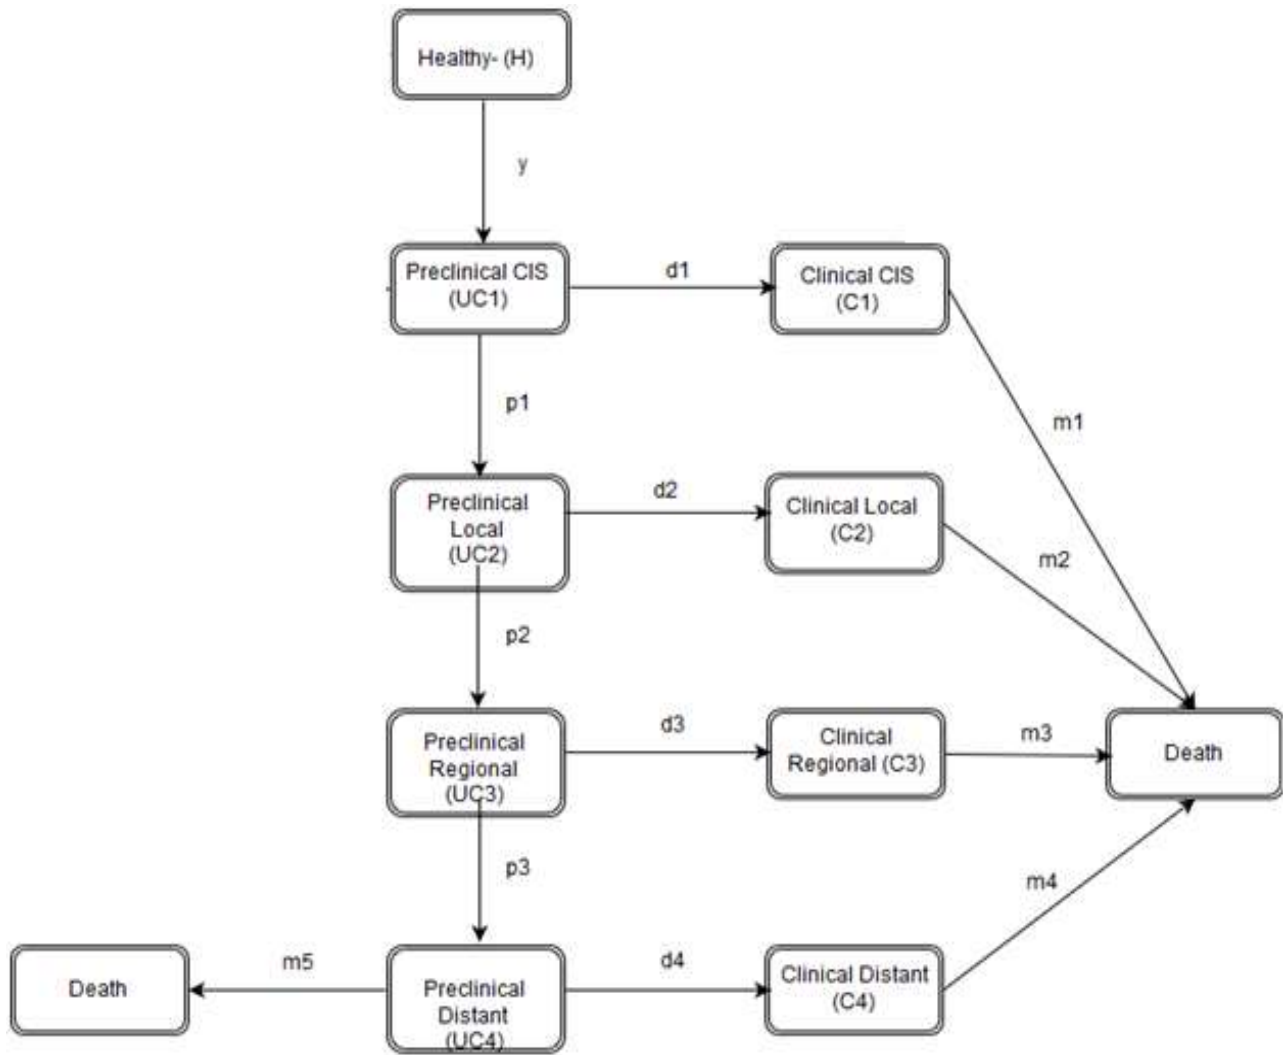 Healthy- (H)
y
Preclinical CIS
(UC1)
d1
Clinical CIS
(C1)
p1
m1
Preclinical
Local
(UC2)
d2
Clinical Local
(C2)
m2
p2
Preclinical
Regional
(UC3)
d3
Clinical
Regional (C3)
m3
Death
p3
m4
Death
m5
Preclinical
Distant
(UC4)
d4
Clinical Distant
(C4)